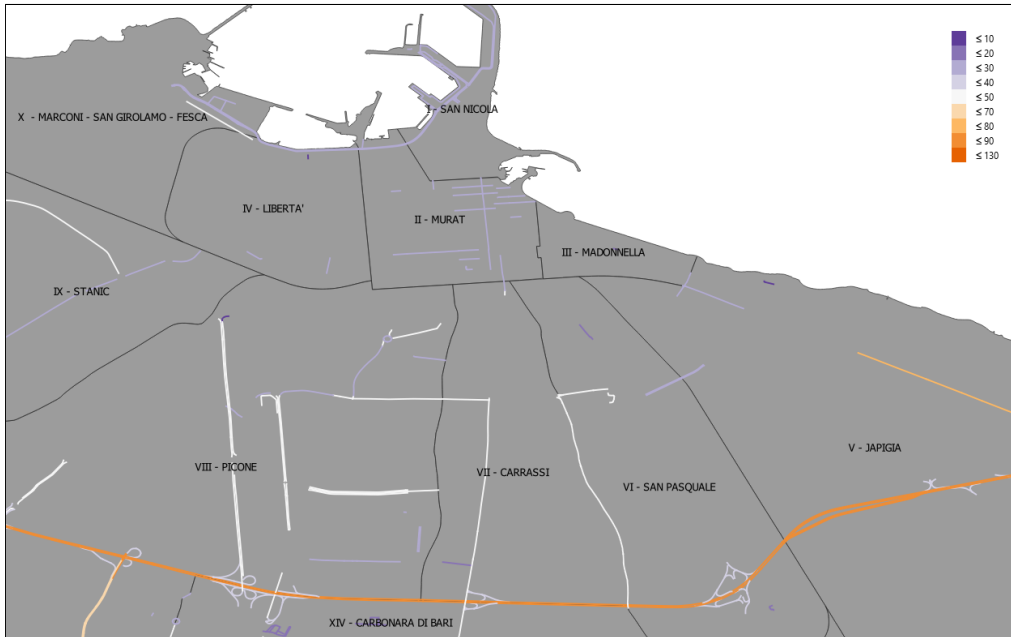 ≤ 10
≤ 20
≤ 30
≤ 40
≤ 50
≤ 70
≤ 80
≤ 90
≤ 130
I - SAN NICOLA
X - MARCONI - SAN GIROLAMO - FESCA
IV - LIBERTA'
II - MURAT
III - MADONNELLA
IX - STANIC
V - JAPIGIA
VIII - PICONE
VII - CARRASSI
VI - SAN PASQUALE
XIV - CARBONARA DI BARI